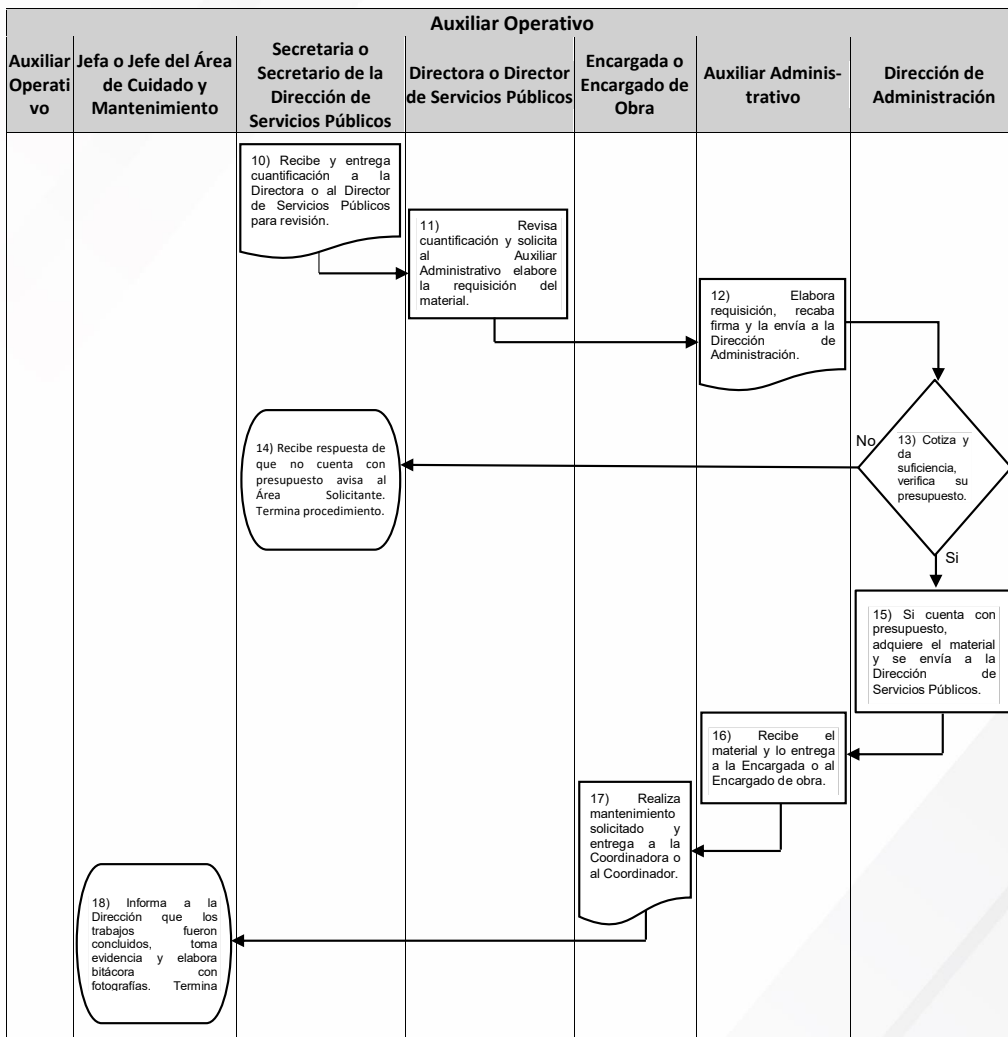 Auxiliar Operativo
Auxiliar
Operati
vo
Jefa o Jefe del Área
de Cuidado y
Mantenimiento
Secretaria o
Secretario de la
Dirección de
Servicios Públicos
Directora o Director
de Servicios Públicos
Encargada o
Encargado de
Obra
Auxiliar Adminis-
trativo
Dirección de
Administración
10) Recibe y entrega
cuantificación a la
Directora o al Director
de Servicios Públicos
para revisión.
11) Revisa
cuantificación y solicita
al Auxiliar
Administrativo elabore
la requisición del
material.
12) Elabora
requisición, recaba
firma y la envía a la
Dirección de
Administración.
No
13) Cotiza y
da
suficiencia,
verifica su
presupuesto.
14) Recibe respuesta de
que no cuenta con
presupuesto avisa al
Área Solicitante.
Termina procedimiento.
Si
15) Si cuenta con
presupuesto,
adquiere el material
y se envía a la
Dirección de
Servicios Públicos.
16) Recibe el
material y lo entrega
a la Encargada o al
Encargado de obra.
17) Realiza
mantenimiento
solicitado y
entrega a la
Coordinadora o
al Coordinador.
18) Informa a la
Dirección que los
trabajos fueron
concluidos, toma
evidencia y elabora
bitácora con
fotografías. Termina